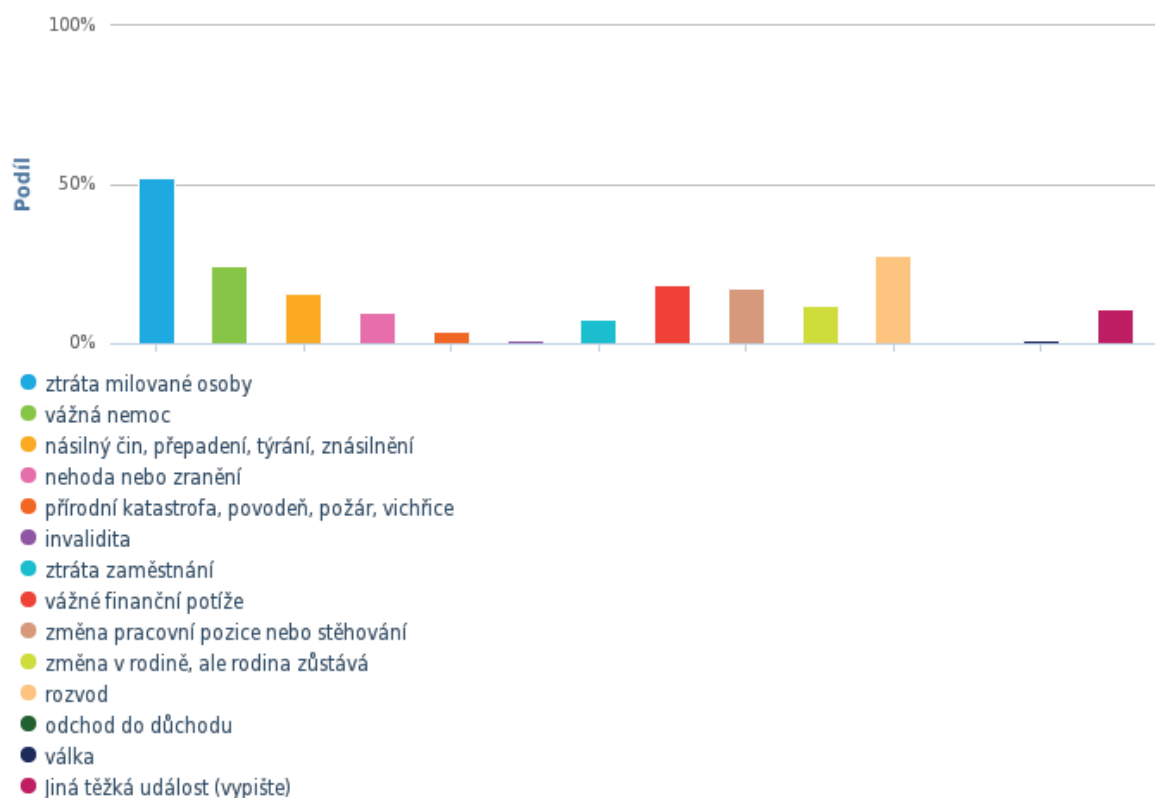 100%
Podíl
50%
0%
ztráta milované osoby
vážná nemoc
násilný čin, přepadení, týrání, znásilnění
nehoda nebo zranění
přírodní katastrofa, povodeň, požár, vichřice
invalidita
ztráta zaměstnání
vážné finanční potíže
změna pracovní pozice nebo stěhování
změna v rodině, ale rodina zůstává
rozvod
odchod do důchodu
válka
Jiná těžká událost (vypište)